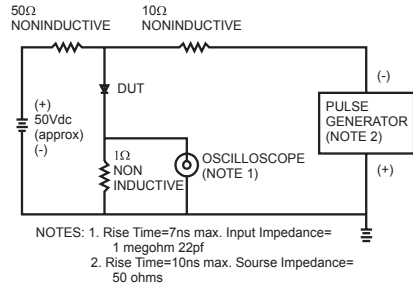 50Ω
NONINDUCTIVE
10Ω
NONINDUCTIVE
(+)
50Vdc
(approx)
(-)
DUT
1Ω
NON
INDUCTIVE
OSCILLOSCOPE
(NOTE 1)
(-)
PULSE
GENERATOR
(NOTE 2)
(+)
NOTES: 1. Rise Time=7ns max. Input Impedance=
1 megohm 22pf
2. Rise Time=10ns max. Sourse Impedance=
50 ohms